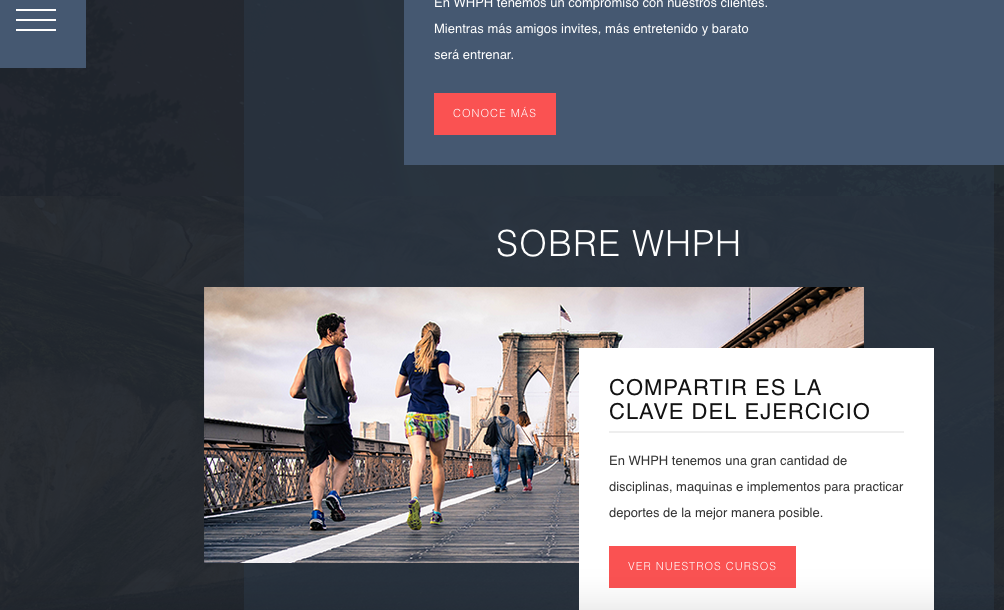 En WHPH tenemos un compromiso con nuestros clientes.
Mientras más amigos invites, más entretenido y barato
será entrenar.
CONOCE MÁS
SOBRE WHPH
COMPARTIR ES LA
CLAVE DEL EJERCICIO
En WHPH tenemos una gran cantidad de
disciplinas, maquinas e implementos para practicar
deportes de la mejor manera posible.
VER NUESTROS CURSOS